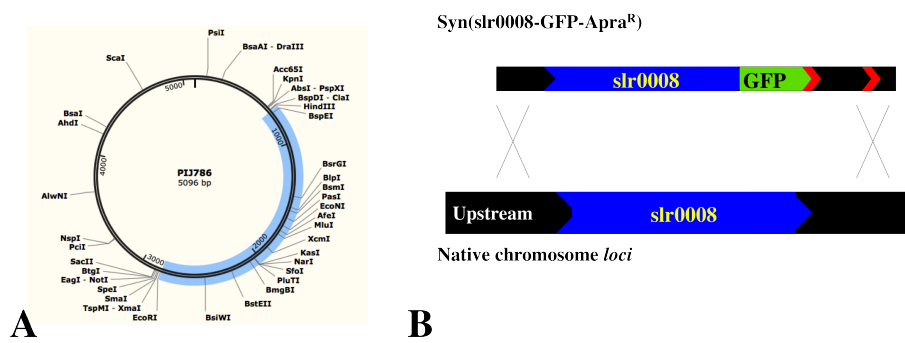 PsiI
BsaAI - DraIII
ScaI
Acc65I
KpnI
AbsI - PspXI
BspDI - ClaI
HindIII
BspEI
5000
1000
BsaI
AhdI
4000
PIJ786
5096 bp
BsrGI
BlpI
BsmI
PasI
EcoNI
AfeI
MluI
AlwNI
XcmI
2000
3000
NspI
PciI
KasI
NarI
SfoI
PluTI
BmgBI
SacII
BtgI
EagI - NotI
SpeI
SmaI
TspMI - XmaI
EcoRI
BstEII
BsiWI
A
Syn(slr0008-GFP-Apraᴿ)
slr0008 GFP
Upstream slr0008
Native chromosome loci
B